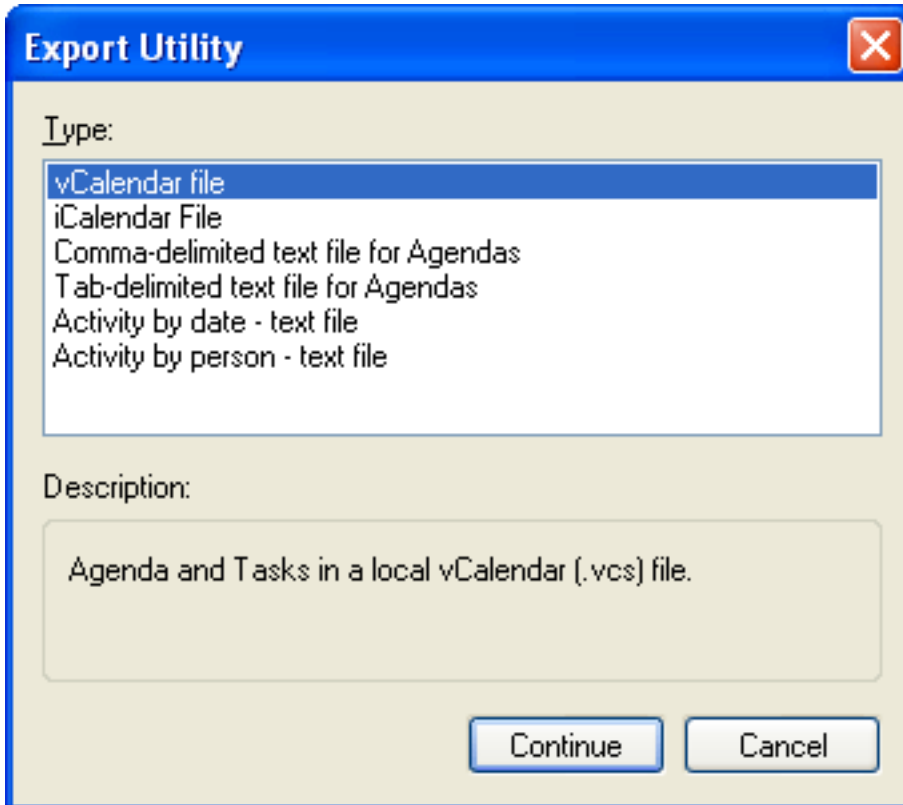 Export Utility
Type:
vCalendar file
iCalendar File
Comma-delimited text file for Agendas
Tab-delimited text file for Agendas
Activity by date - text file
Activity by person - text file
Description:
Agenda and Tasks in a local vCalendar (.vcs) file.
Continue Cancel